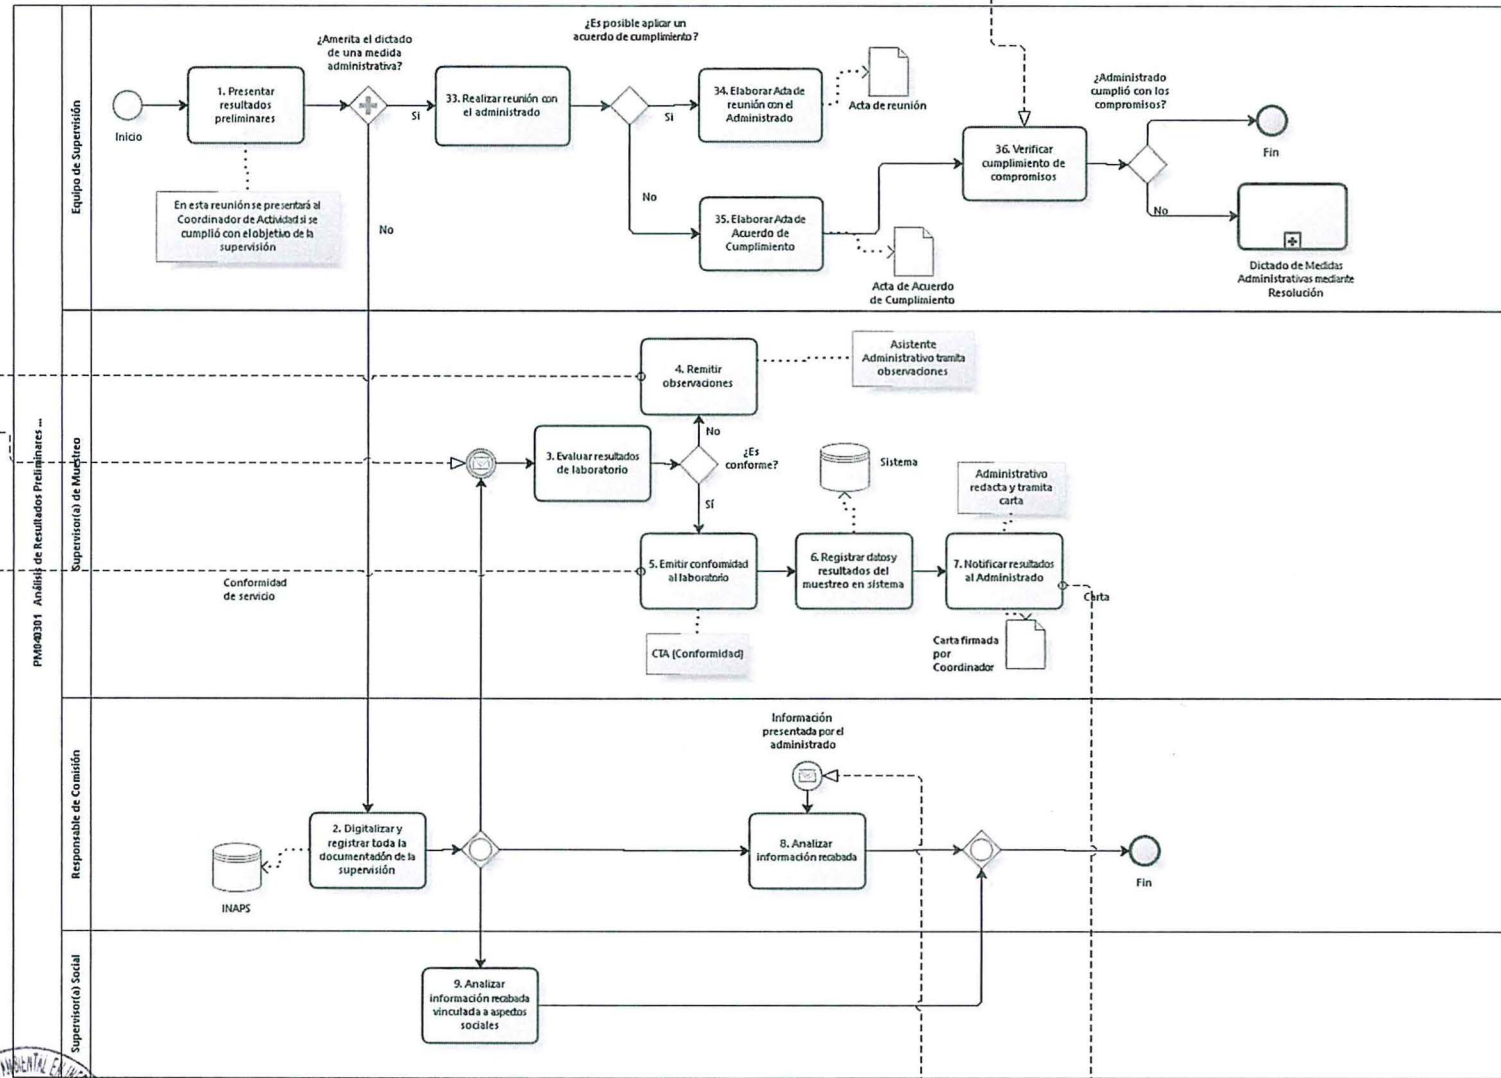 PM040301 Análisis de Resultados Preliminares ...
Equipo de Supervisión
Inicio
1. Presentar
resultados
preliminares
En esta reunión se presentará al
Coordinador de Actividad si se
cumplió con el objetivo de la
supervisión
¿Amerita el dictado
de una medida
administrativa?
Si
No
33. Realizar reunión con
el administrado
¿Es posible aplicar un
acuerdo de cumplimiento?
Si
No
34. Elaborar Acta de
reunión con el
Administrado
Acta de reunión
35. Elaborar Acta de
Acuerdo de
Cumplimiento
Acta de Acuerdo
de Cumplimiento
36. Verificar
cumplimiento de
compromisos
¿Administrado
cumplió con los
compromisos?
Fin
No
Dictado de Medidas
Administrativas mediante
Resolución
Supervisor(a) de Muestreo
4. Remitir
observaciones
Asistente
Administrativo tramita
observaciones
3. Evaluar resultados
de laboratorio
No
¿Es
conforme?
Sí
Sistema
Administrativo
redacta y tramita
carta
Conformidad
de servicio
5. Emitir conformidad
al laboratorio
6. Registrar datos y
resultados del
muestreo en sistema
7. Notificar resultados
al Administrado
Carta
CTA (Conformidad)
Carta firmada
por
Coordinador
Responsable de Comisión
Información
presentada por el
administrado
2. Digitalizar y
registrar toda la
documentación de la
supervisión
INAPS
8. Analizar
información recabada
Fin
Supervisor(a) Social
9. Analizar
información recabada
vinculada a aspectos
sociales
AMBIENTAL EN